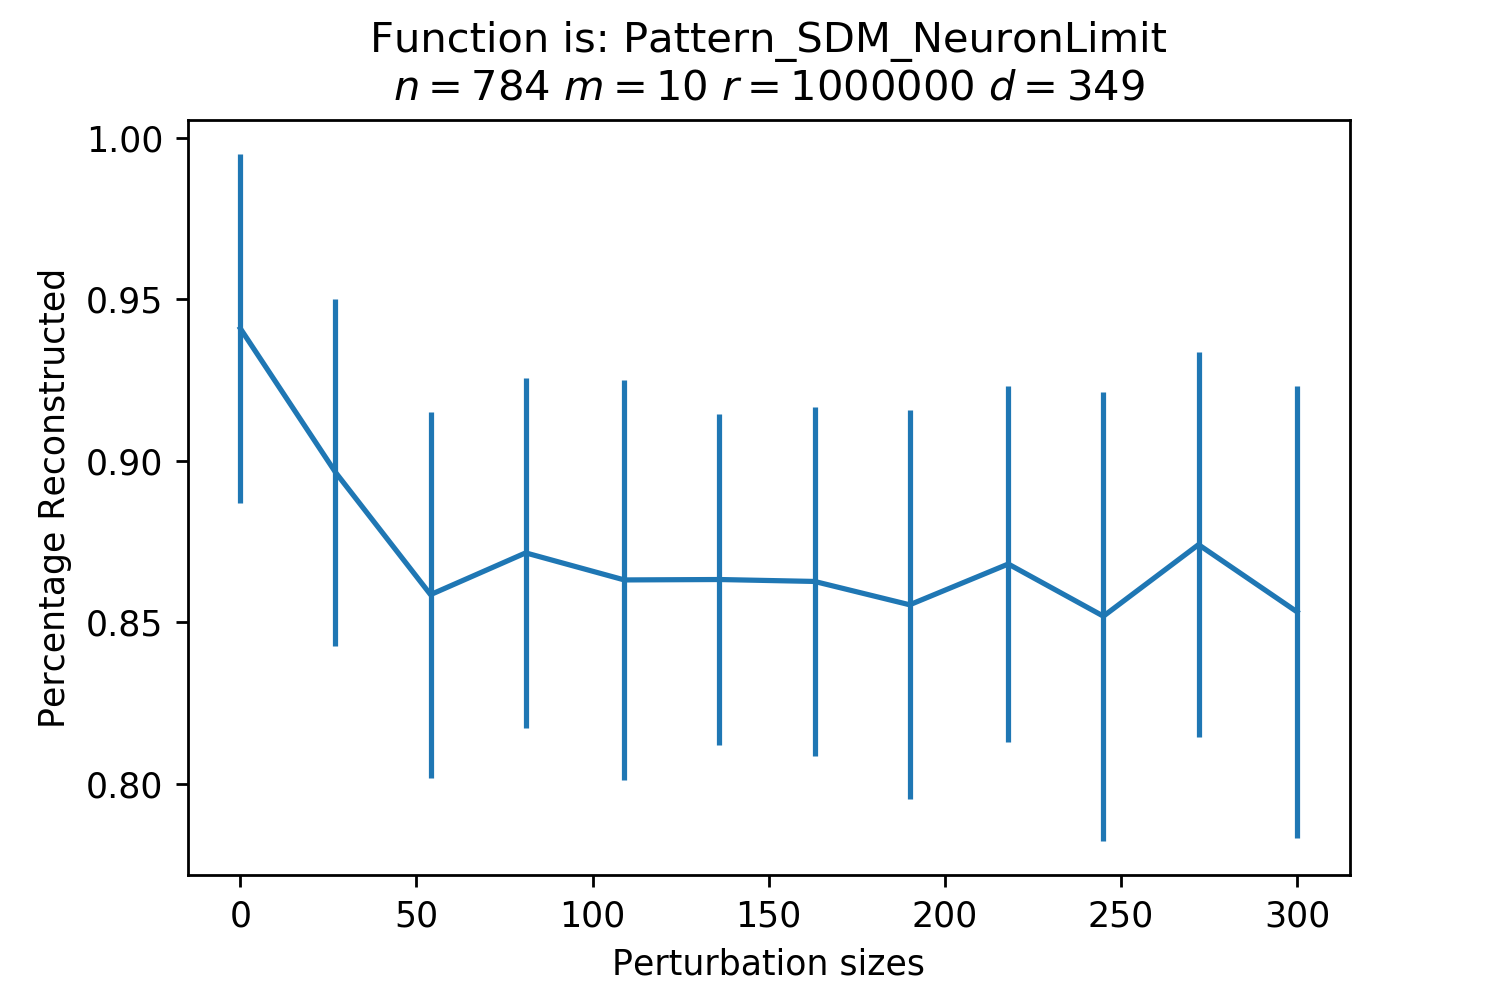 Function is: Pattern_SDM_NeuronLimit
n = 784 m = 10 r = 1000000 d = 349
1.00
0.95
0.90
0.85
0.80
Percentage Reconstructed
0 50 100 150 200 250 300
Perturbation sizes